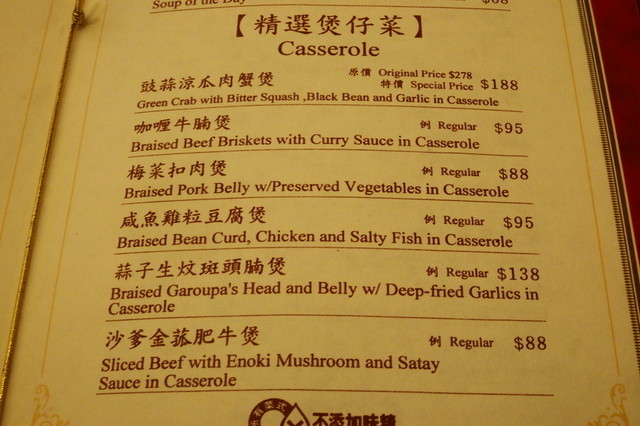 Soup of the Day $68
【精選煲仔菜】
Casserole
豉蒜涼瓜肉蟹煲 原價 Original Price $278
特價 Special Price $188
Green Crab with Bitter Squash ,Black Bean and Garlic in Casserole
咖喱牛腩煲 例 Regular $95
Braised Beef Briskets with Curry Sauce in Casserole
梅菜扣肉煲 例 Regular $88
Braised Pork Belly w/Preserved Vegetables in Casserole
咸魚雞粒豆腐煲 例 Regular $95
Braised Bean Curd, Chicken and Salty Fish in Casserole
蒜子生炆斑頭腩煲 例 Regular $138
Braised Garoupa's Head and Belly w/ Deep-fried Garlics in
Casserole
沙爹金菰肥牛煲 例 Regular $88
Sliced Beef with Enoki Mushroom and Satay
Sauce in Casserole
不添加味精